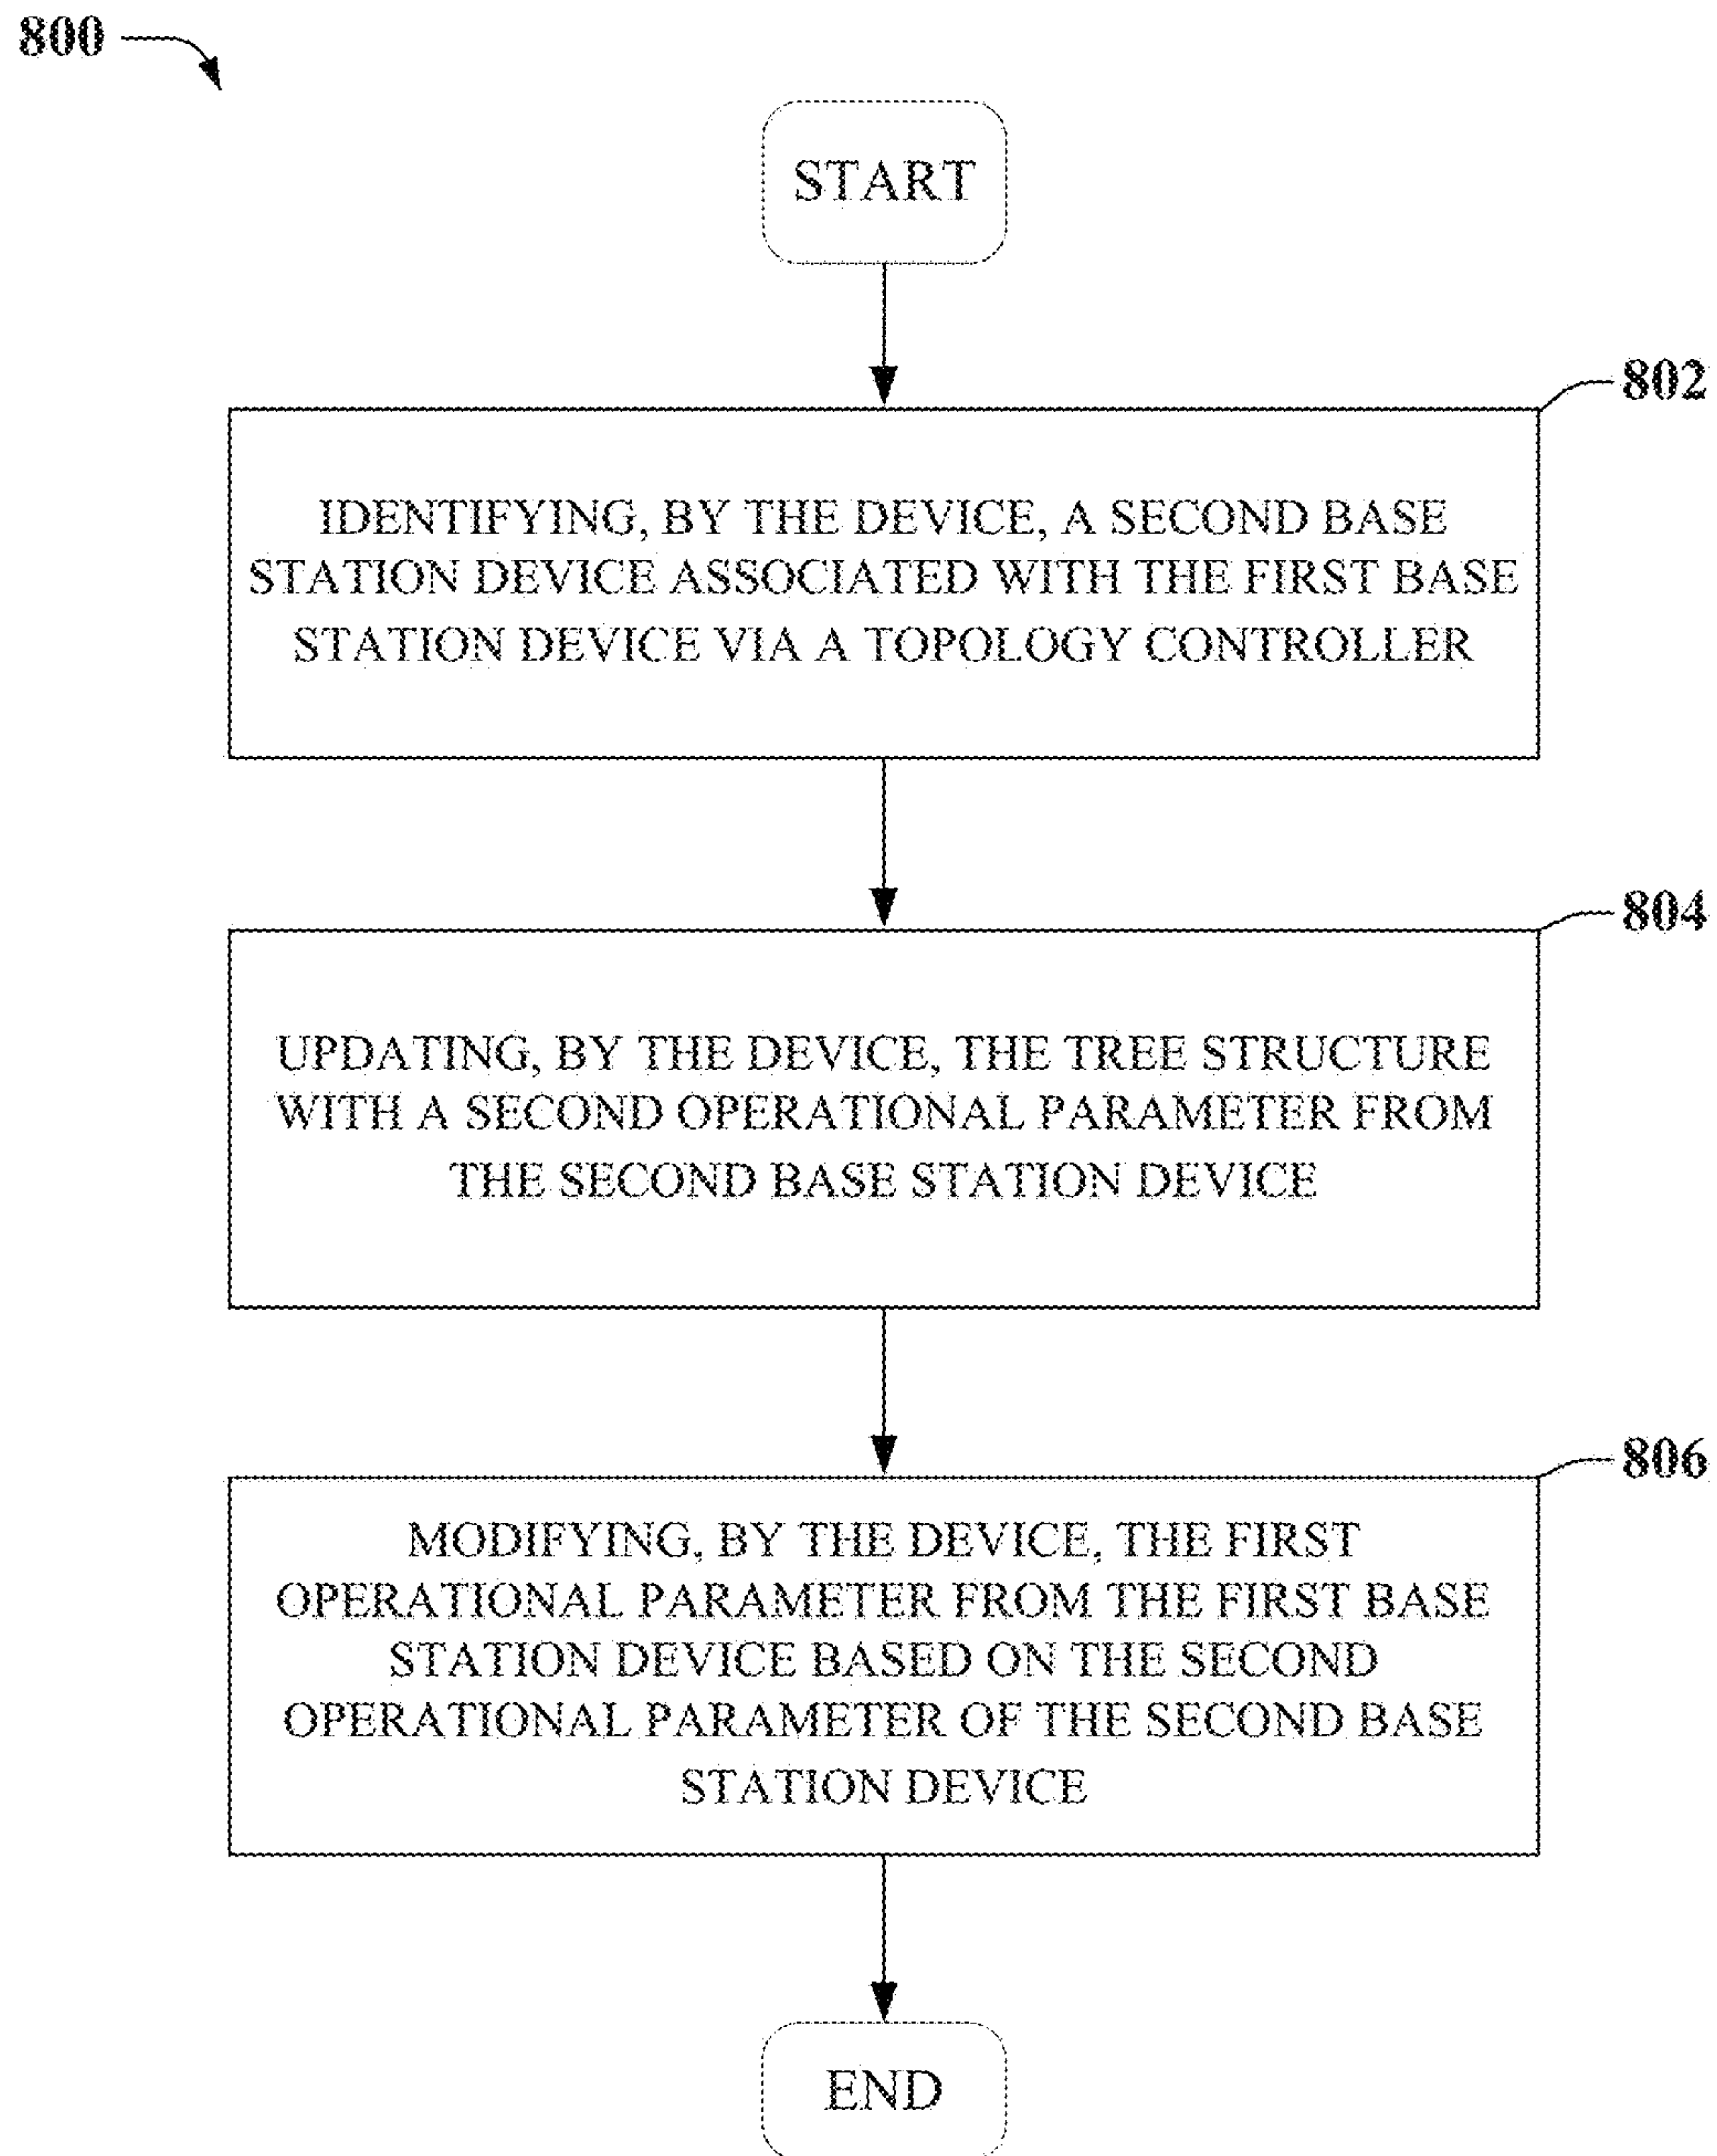 800
START
802
IDENTIFYING, BY THE DEVICE, A SECOND BASE
STATION DEVICE ASSOCIATED WITH THE FIRST BASE
STATION DEVICE VIA A TOPOLOGY CONTROLLER
804
UPDATING, BY THE DEVICE, THE TREE STRUCTURE
WITH A SECOND OPERATIONAL PARAMETER FROM
THE SECOND BASE STATION DEVICE
806
MODIFYING, BY THE DEVICE, THE FIRST
OPERATIONAL PARAMETER FROM THE FIRST BASE
STATION DEVICE BASED ON THE SECOND
OPERATIONAL PARAMETER OF THE SECOND BASE
STATION DEVICE
END